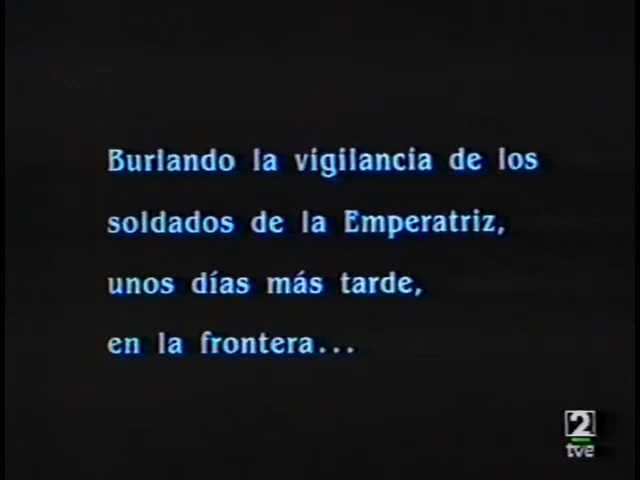 Burlando la vigilancia de los
soldados de la Emperatriz,
unos días más tarde,
en la frontera...
2
tve